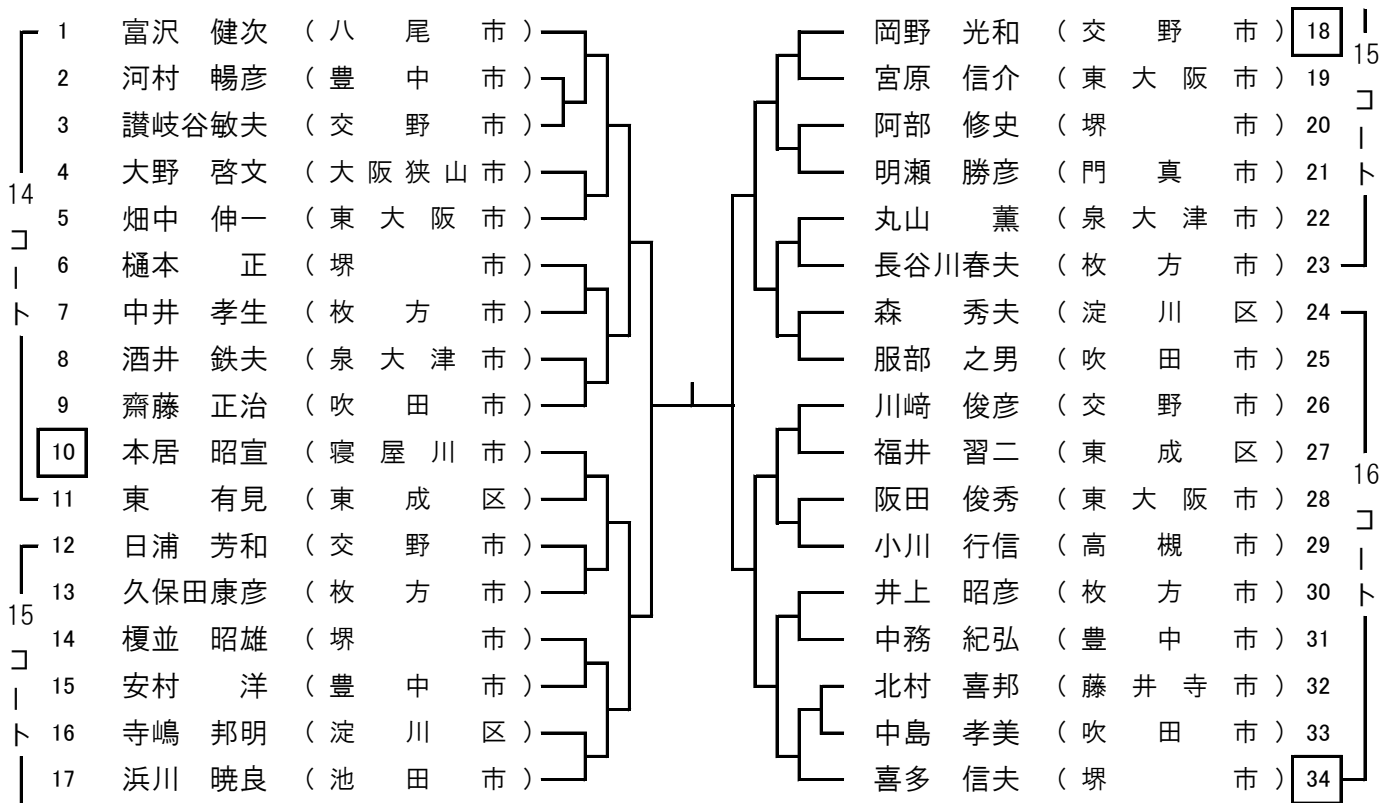 1 富沢 健次 ( 八尾市 )
2 河村 暢彦 ( 豊中市 )
3 讃岐谷敏夫 ( 交野市 )
4 大野 啓文 ( 大阪狭山市 )
5 畑中 伸一 ( 東大阪市 )
6 樋本 正 ( 堺市 )
7 中井 孝生 ( 枚方市 )
8 酒井 鉄夫 ( 泉大津市 )
9 齋藤 正治 ( 吹田市 )
10 本居 昭宣 ( 寝屋川市 )
11 東 有見 ( 東成区 )
14コート
12 日浦 芳和 ( 交野市 )
13 久保田康彦 ( 枚方市 )
14 榎並 昭雄 ( 堺市 )
15 安村 洋 ( 豊中市 )
16 寺嶋 邦明 ( 淀川区 )
17 浜川 暁良 ( 池田市 )
15コート
岡野 光和 ( 交野市 ) 18
宮原 信介 ( 東大阪市 ) 19
阿部 修史 ( 堺市 ) 20
明瀬 勝彦 ( 門真市 ) 21
丸山 薫 ( 泉大津市 ) 22
長谷川春夫 ( 枚方市 ) 23
15コート
森 秀夫 ( 淀川区 ) 24
服部 之男 ( 吹田市 ) 25
川﨑 俊彦 ( 交野市 ) 26
福井 習二 ( 東成区 ) 27
阪田 俊秀 ( 東大阪市 ) 28
小川 行信 ( 高槻市 ) 29
井上 昭彦 ( 枚方市 ) 30
中務 紀弘 ( 豊中市 ) 31
北村 喜邦 ( 藤井寺市 ) 32
中島 孝美 ( 吹田市 ) 33
喜多 信夫 ( 堺市 ) 34
16コート